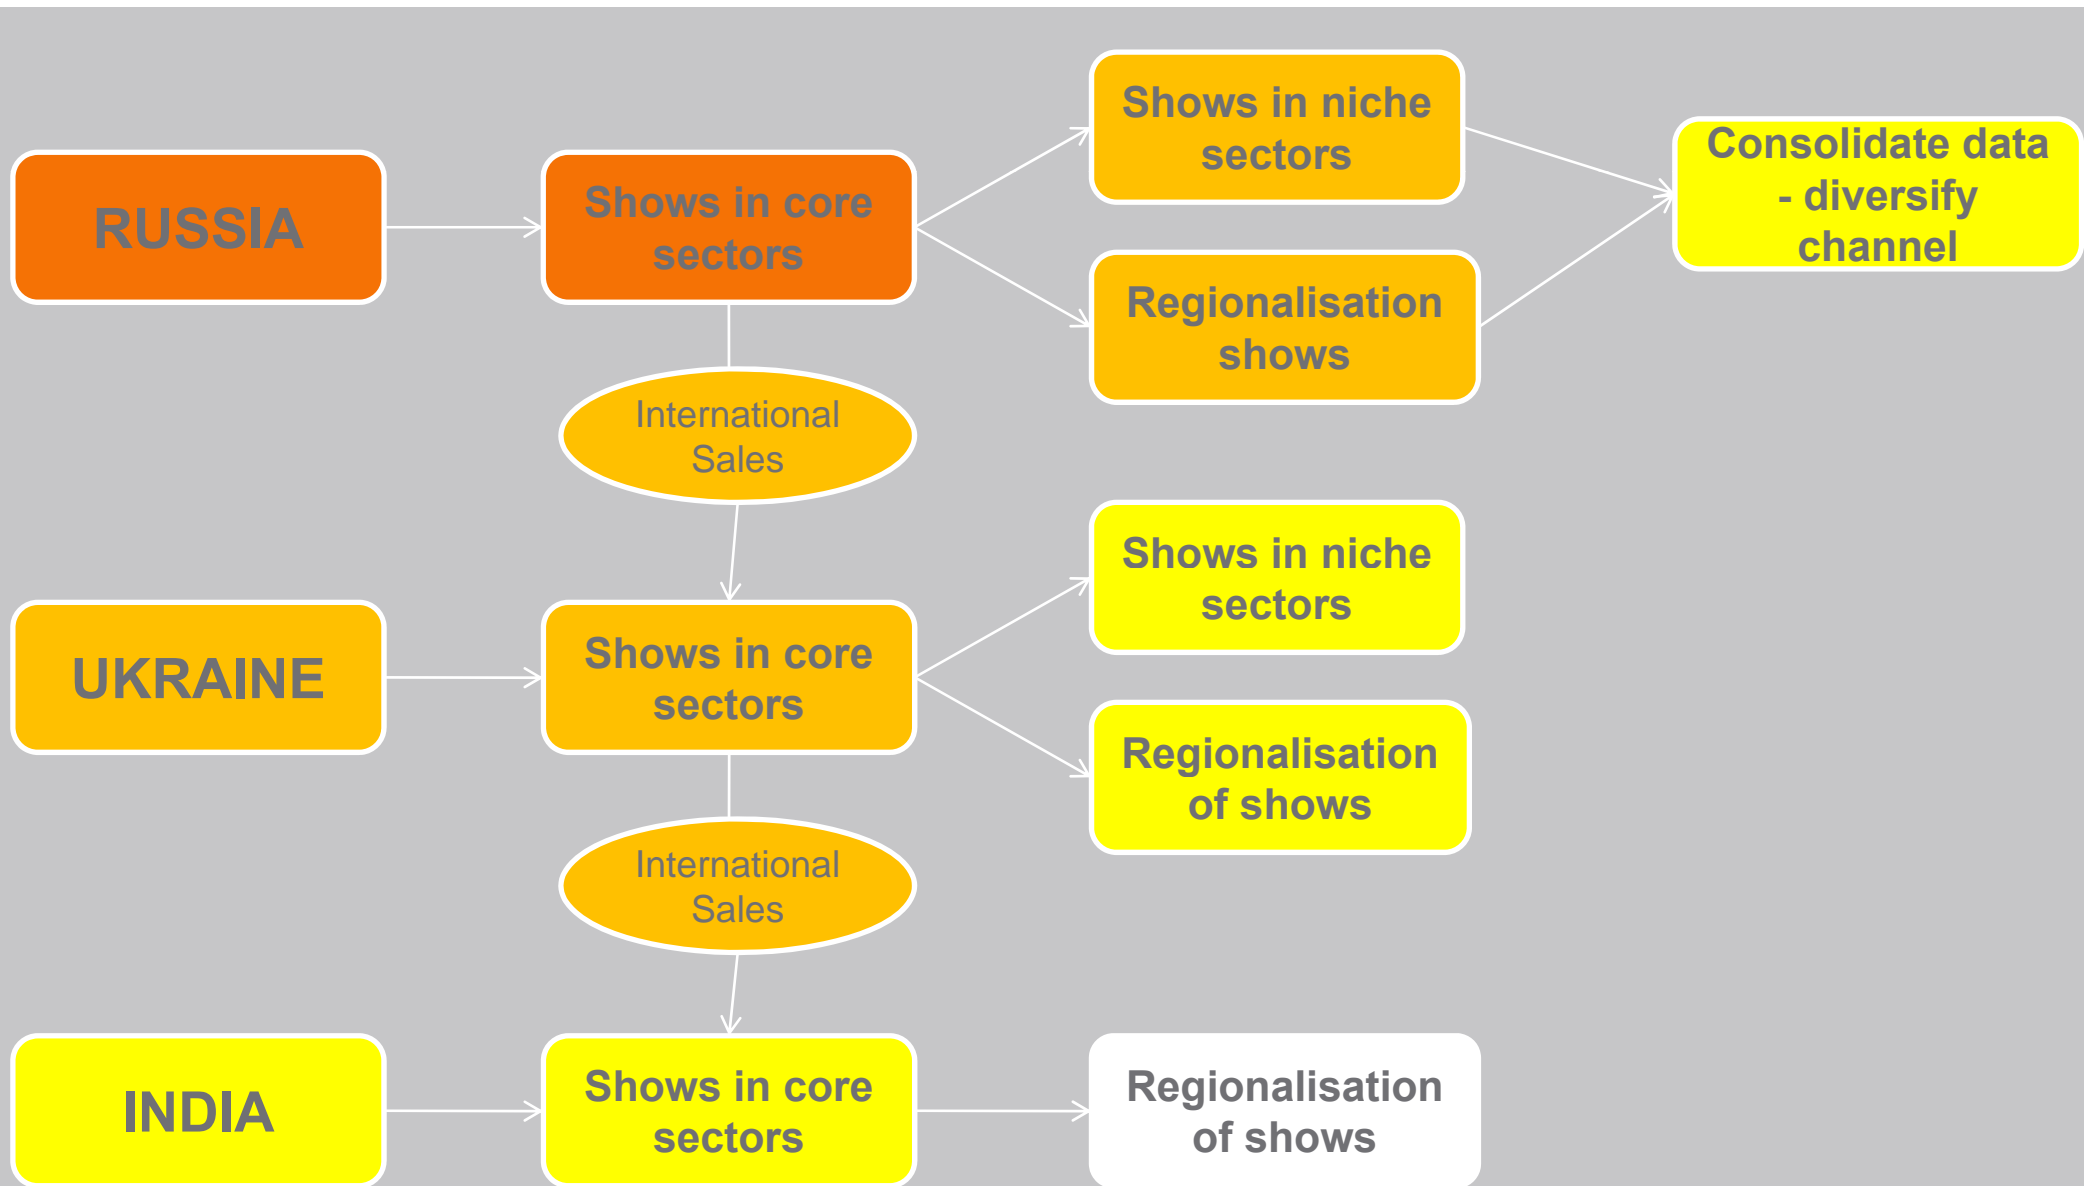 RUSSIA
Shows in core
sectors
Shows in niche
sectors
Regionalisation
shows
Consolidate data
- diversify
channel
International
Sales
UKRAINE
Shows in core
sectors
Shows in niche
sectors
Regionalisation
of shows
International
Sales
INDIA
Shows in core
sectors
Regionalisation
of shows